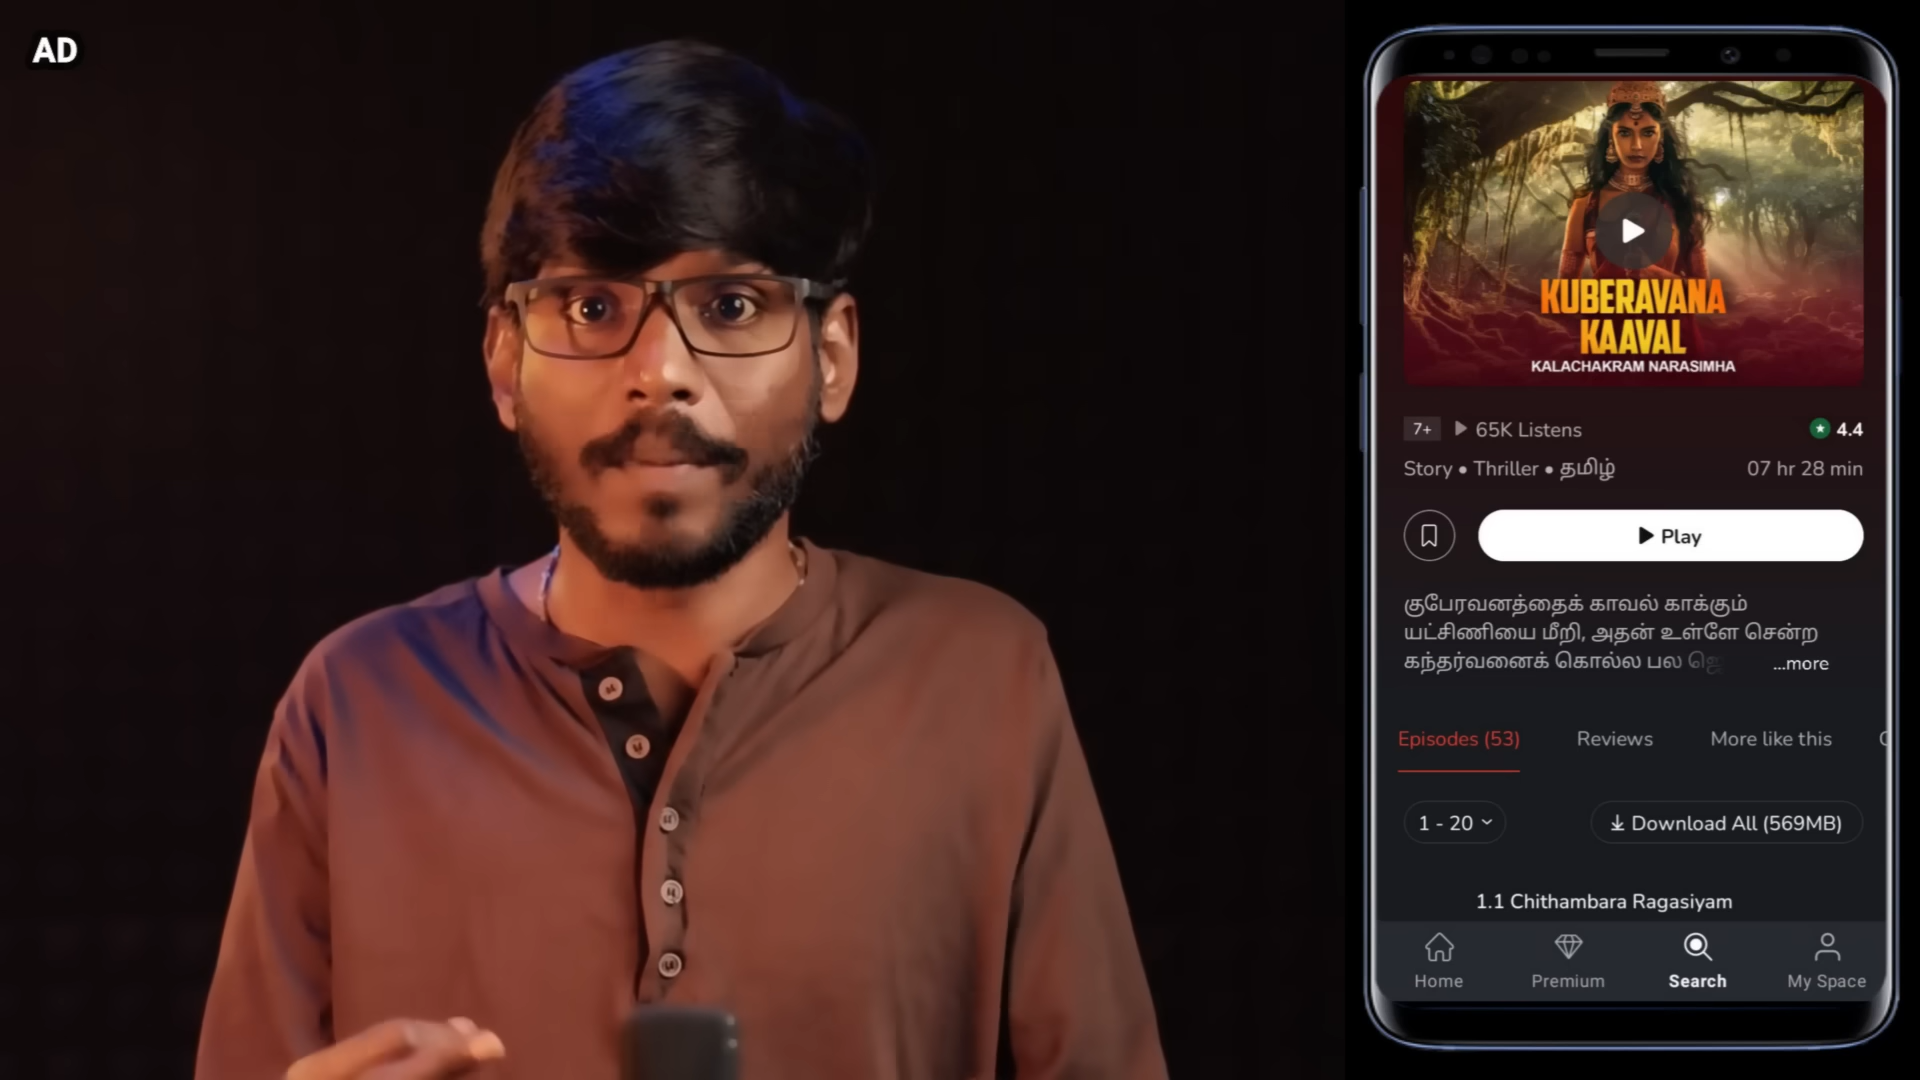 AD
KUBERAVANA
KAAVAL
KALACHAKRAM NARASIMHA
7+ 65K Listens 4.4
Story • Thriller • தமிழ் 07 hr 28 min
Play
குபேரவனத்தைக் காவல் காக்கும்
யட்சிணியை மீறி, அதன் உள்ளே சென்ற
கந்தர்வனைக் கொல்ல பல ...more
Episodes (53) Reviews More like this
1 - 20 Download All (569MB)
1.1 Chithambara Ragasiyam
Home Premium Search My Space